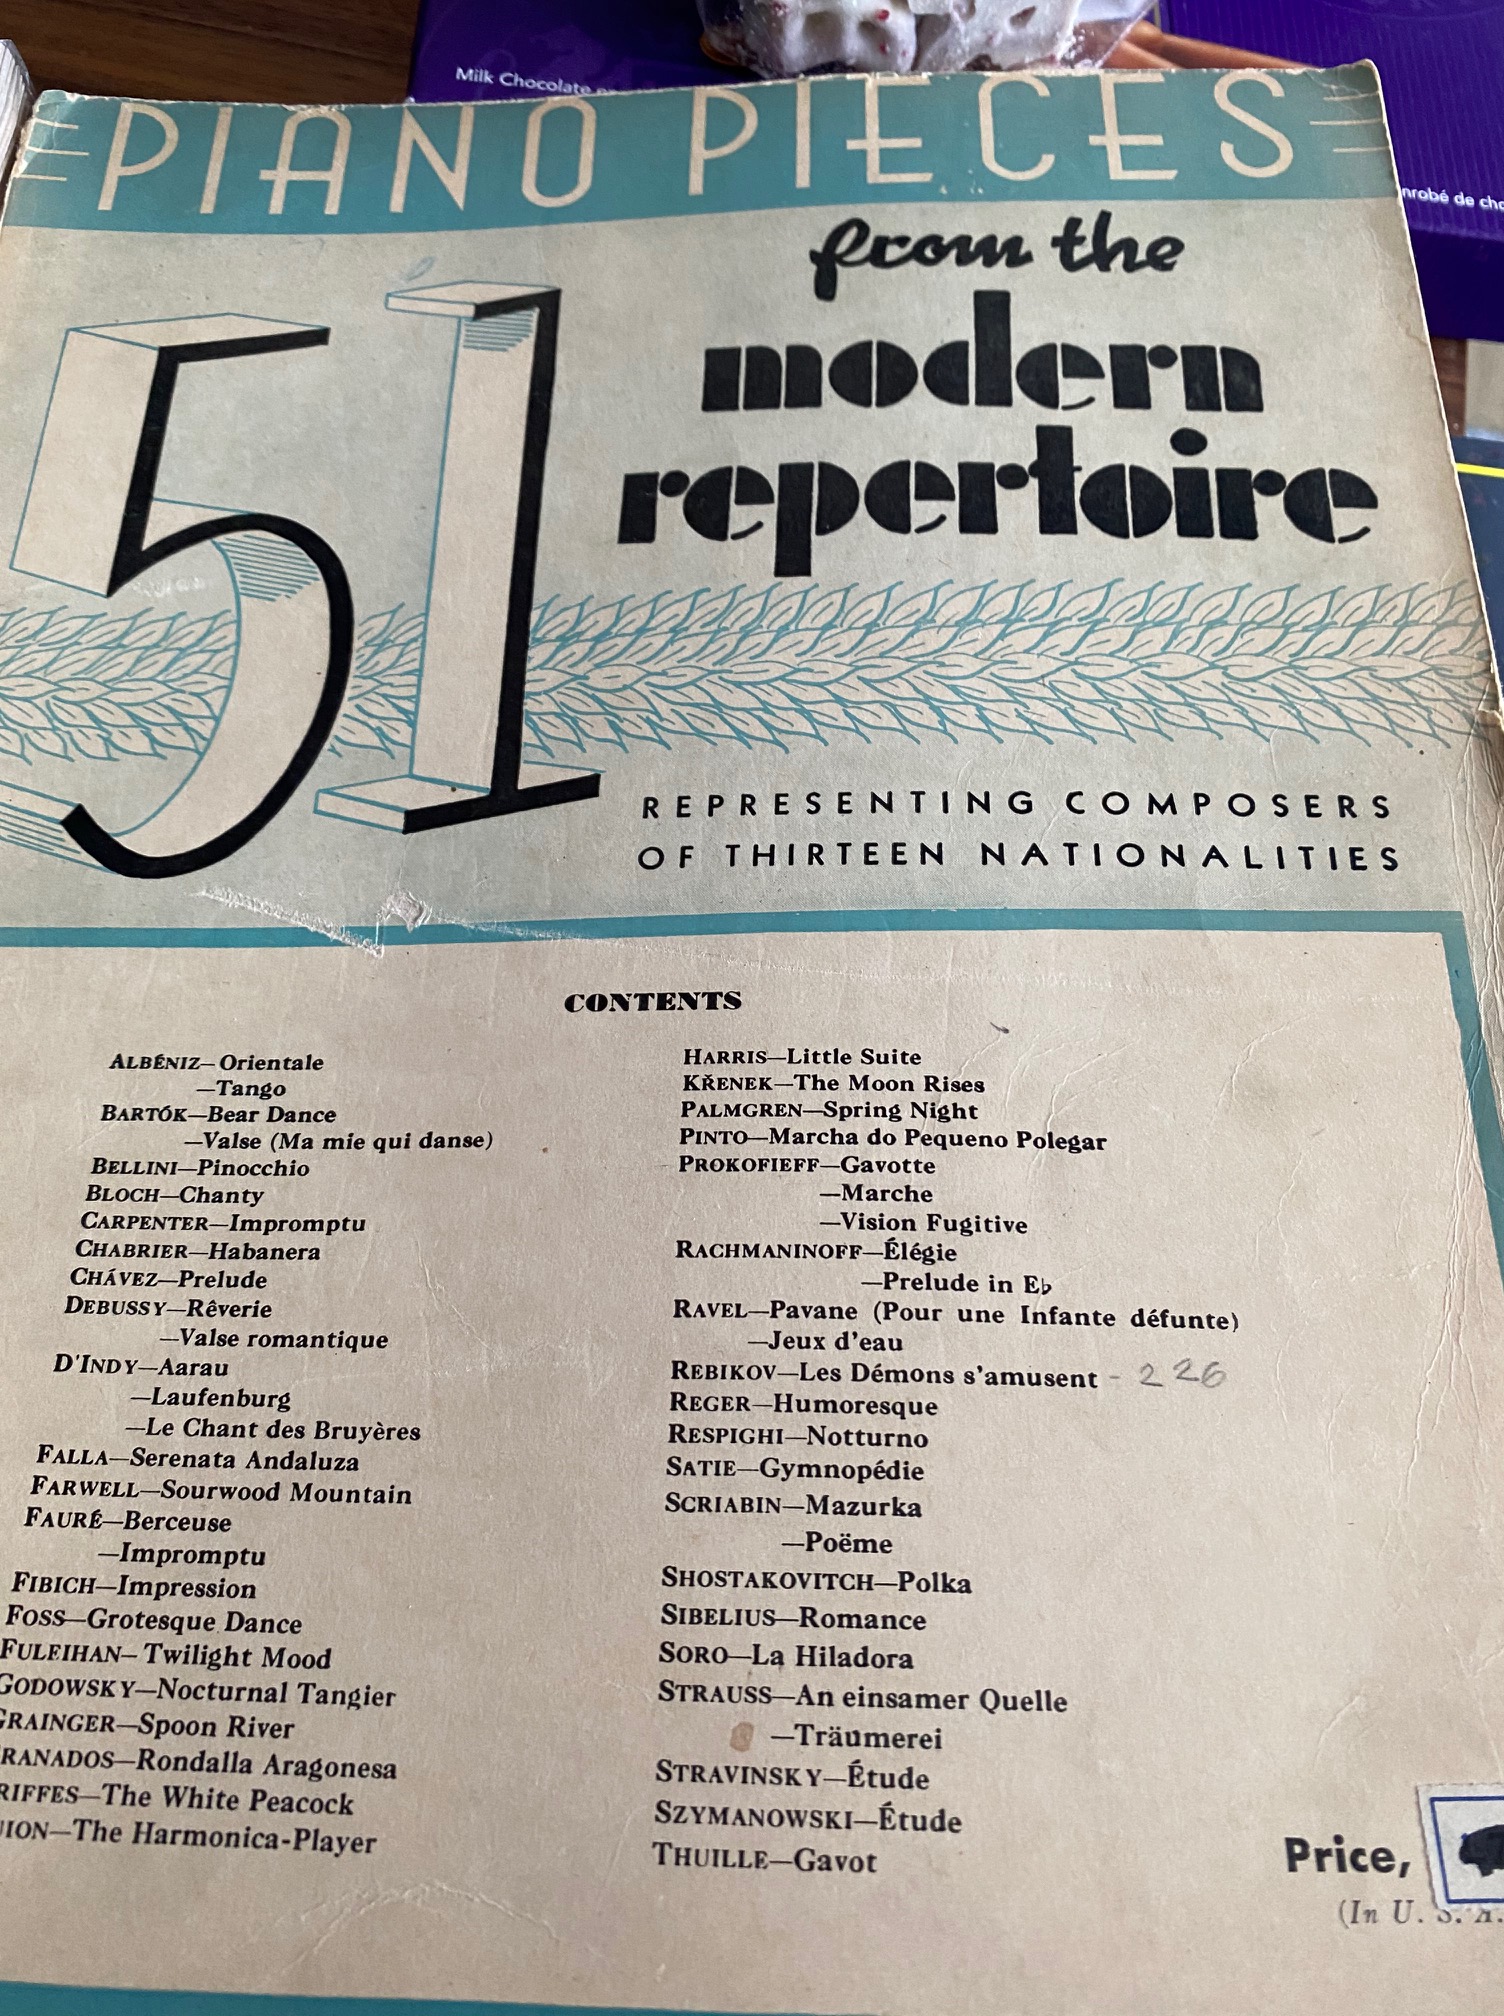 Milk Chocolate
PIANO PIECES
nrobé de cho
51
from the
modern
repertoire
REPRESENTING COMPOSERS
OF THIRTEEN NATIONALITIES
CONTENTS
ALBÉNIZ—Orientale
—Tango
BARTÓK—Bear Dance
—Valse (Ma mie qui danse)
BELLINI—Pinocchio
BLOCH—Chanty
CARPENTER—Impromptu
CHABRIER—Habanera
CHÁVEZ—Prelude
DEBUSSY—Rêverie
—Valse romantique
D'INDY—Aarau
—Laufenburg
—Le Chant des Bruyères
FALLA—Serenata Andaluza
FARWELL—Sourwood Mountain
FAURÉ—Berceuse
—Impromptu
FIBICH—Impression
FOSS—Grotesque Dance
FULEIHAN—Twilight Mood
GODOWSKY—Nocturnal Tangier
GRAINGER—Spoon River
RANADOS—Rondalla Aragonesa
RIFFES—The White Peacock
UION—The Harmonica-Player
HARRIS—Little Suite
KŘENEK—The Moon Rises
PALMGREN—Spring Night
PINTO—Marcha do Pequeno Polegar
PROKOFIEFF—Gavotte
—Marche
—Vision Fugitive
RACHMANINOFF—Élégie
—Prelude in E♭
RAVEL—Pavane (Pour une Infante défunte)
—Jeux d'eau
REBIKOV—Les Démons s'amusent - 226
REGER—Humoresque
RESPIGHI—Notturno
SATIE—Gymnopédie
SCRIABIN—Mazurka
—Poëme
SHOSTAKOVITCH—Polka
SIBELIUS—Romance
SORO—La Hiladora
STRAUSS—An einsamer Quelle
—Träumerei
STRAVINSKY—Étude
SZYMANOWSKI—Étude
THUILLE—Gavot
Price,
(In U. S. A.